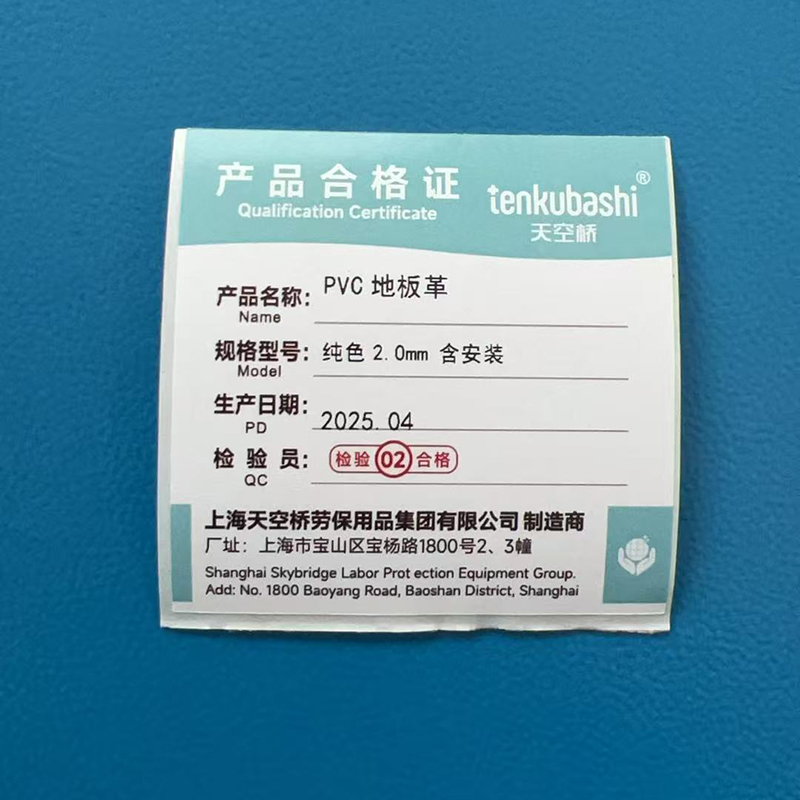 产品合格证
Qualification Certificate
tenkubashi®
天空桥
产品名称：PVC 地板革
Name
规格型号：纯色 2.0mm 含安装
Model
生产日期：2025.04
PD
检验员：检验 02 合格
QC
上海天空桥劳保用品集团有限公司 制造商
厂址：上海市宝山区宝杨路1800号2、3幢
Shanghai Skybridge Labor Prot ection Equipment Group.
Add: No. 1800 Baoyang Road, Baoshan District, Shanghai